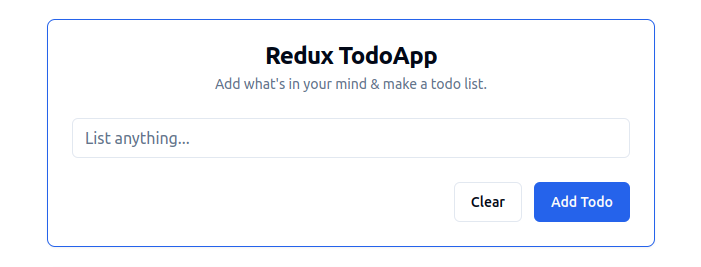 Redux TodoApp
Add what's in your mind & make a todo list.
List anything...
Clear
Add Todo